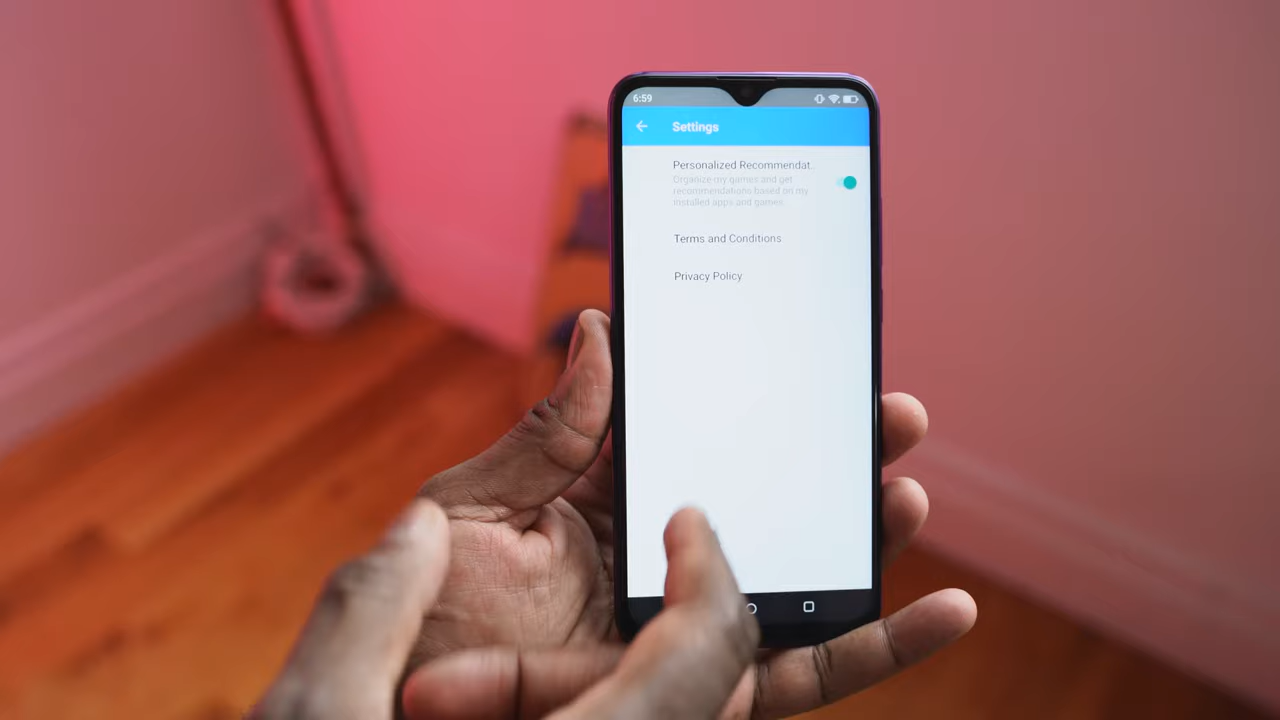 6:59
Settings
Personalized Recommendat..
Organize my games and get
recommendations based on my
installed apps and games.
Terms and Conditions
Privacy Policy